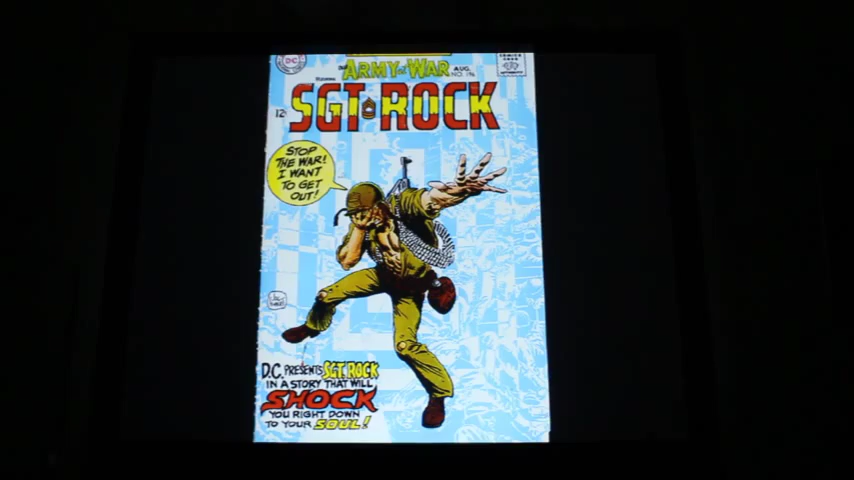 DC
OUR ARMY AT WAR AUG.
NO. 196
12¢
SGT. ROCK
STOP
THE WAR!
I WANT
TO GET
OUT!
D.C. PRESENTS SGT. ROCK
IN A STORY THAT WILL
SHOCK
YOU RIGHT DOWN
TO YOUR SOUL!